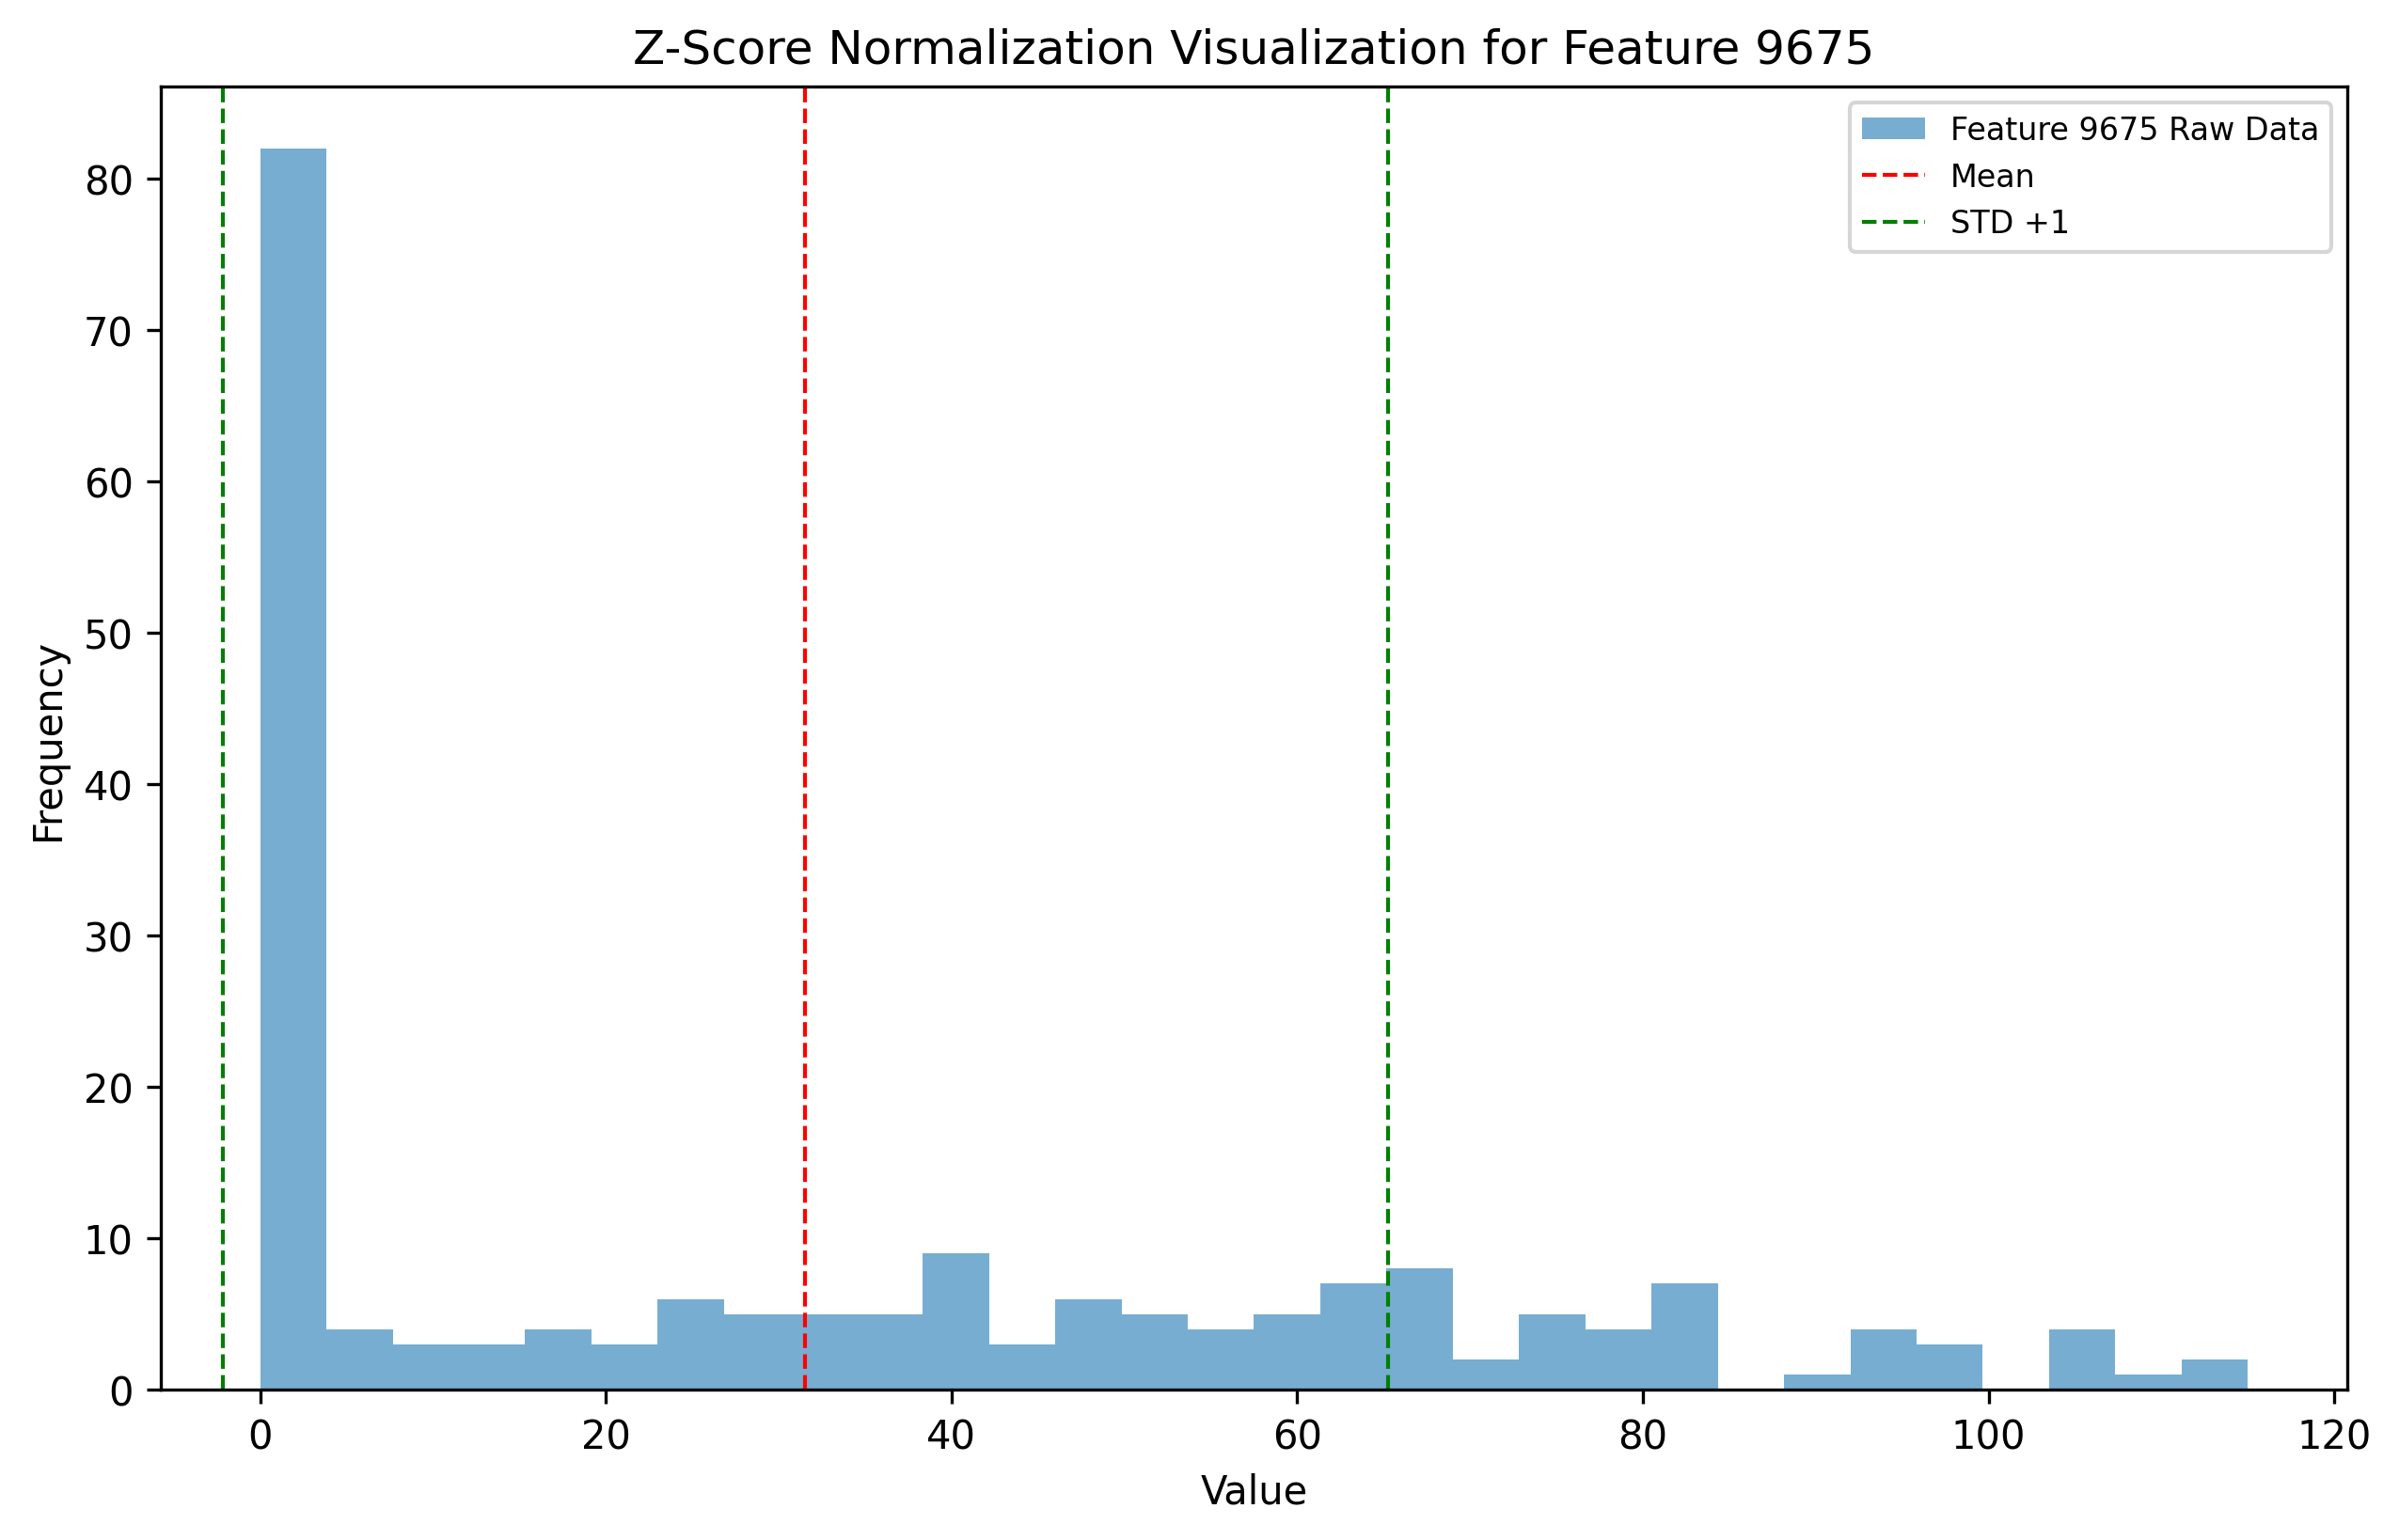 Z-Score Normalization Visualization for Feature 9675
Feature 9675 Raw Data
Mean
STD +1
80
70
60
50
40
30
20
10
0
Frequency
0 20 40 60 80 100 120
Value